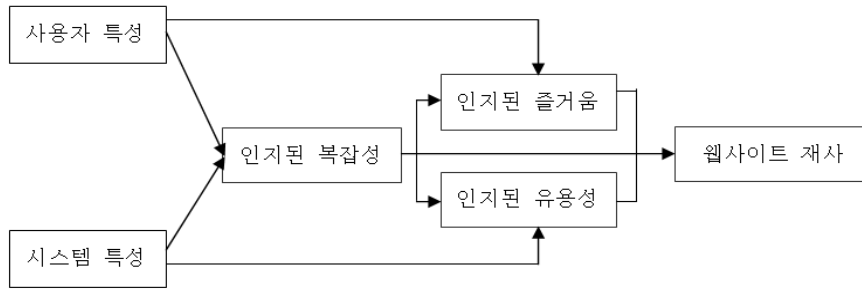 사용자 특성
인지된 즐거움
인지된 복잡성
웹사이트 재사
인지된 유용성
시스템 특성